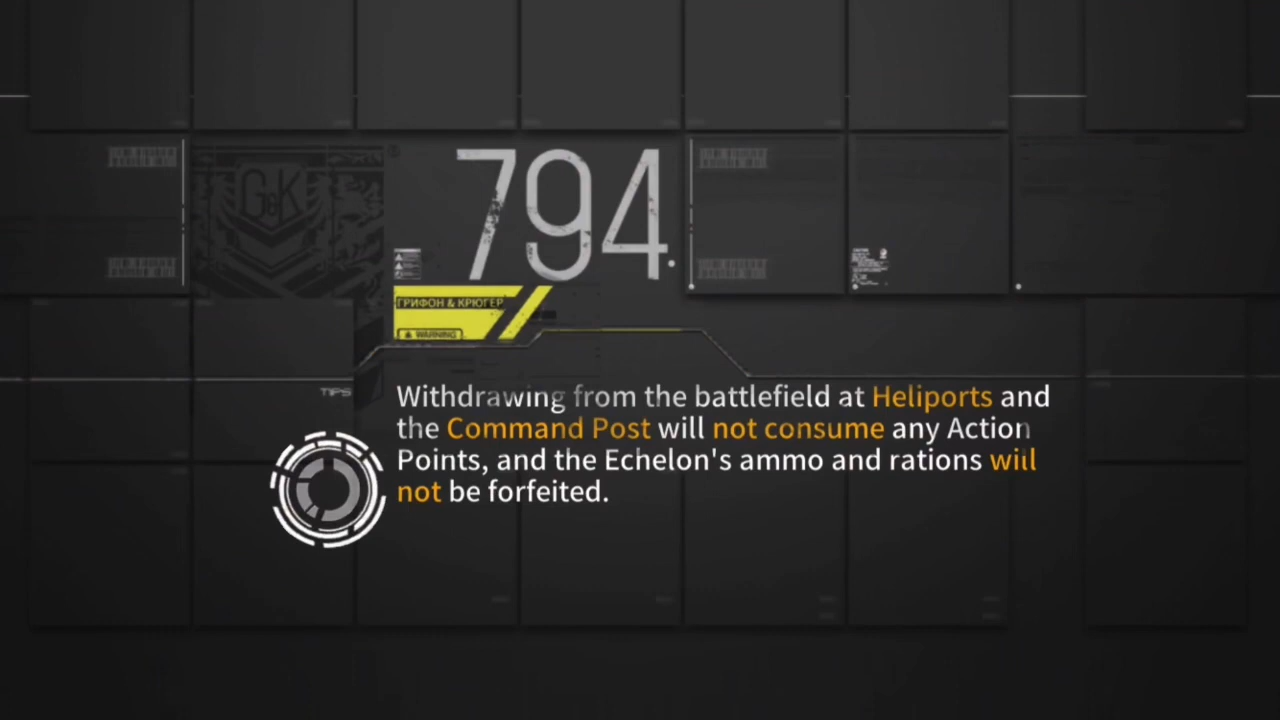 G&K
794.
ГРИФОН & КРЮГЕР
WARNING
TIPS
Withdrawing from the battlefield at Heliports and
the Command Post will not consume any Action
Points, and the Echelon's ammo and rations will
not be forfeited.